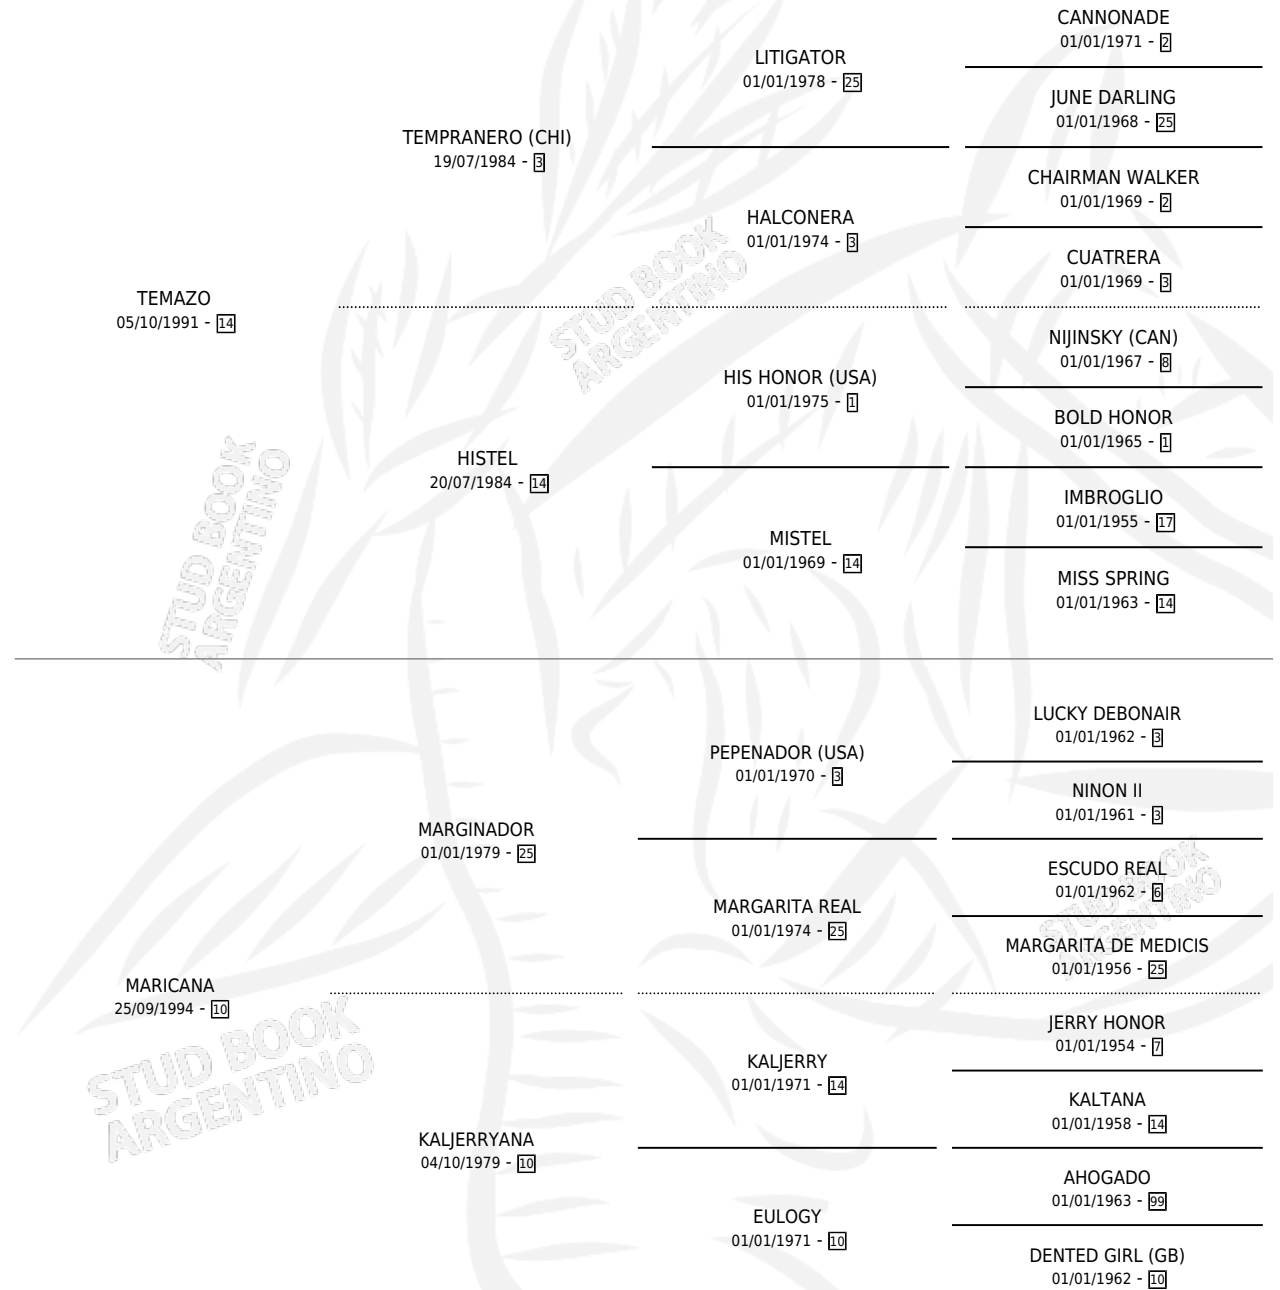 CANNONADE
01/01/1971 - 2
LITIGATOR
01/01/1978 - 25
JUNE DARLING
01/01/1968 - 25
TEMPRANERO (CHI)
19/07/1984 - 3
CHAIRMAN WALKER
01/01/1969 - 2
HALCONERA
01/01/1974 - 3
CUATRERA
01/01/1969 - 3
TEMAZO
05/10/1991 - 14
STUD BOOK
ARGENTINO
NIJINSKY (CAN)
01/01/1967 - 8
HIS HONOR (USA)
01/01/1975 - 1
BOLD HONOR
01/01/1965 - 1
HISTEL
20/07/1984 - 14
IMBROGLIO
01/01/1955 - 17
MISTEL
01/01/1969 - 14
MISS SPRING
01/01/1963 - 14
STUD BOOK
ARGENTINO
LUCKY DEBONAIR
01/01/1962 - 3
PEPENADOR (USA)
01/01/1970 - 3
NINON II
01/01/1961 - 3
MARGINADOR
01/01/1979 - 25
ESCUDO REAL
01/01/1962 - 6
MARGARITA REAL
01/01/1974 - 25
STUD BOOK
ARGENTINO
MARGARITA DE MEDICIS
01/01/1956 - 25
MARICANA
25/09/1994 - 10
STUD BOOK
ARGENTINO
JERRY HONOR
01/01/1954 - 7
KALJERRY
01/01/1971 - 14
KALTANA
01/01/1958 - 14
KALJERRYANA
04/10/1979 - 10
AHOGADO
01/01/1963 - 99
EULOGY
01/01/1971 - 10
DENTED GIRL (GB)
01/01/1962 - 10